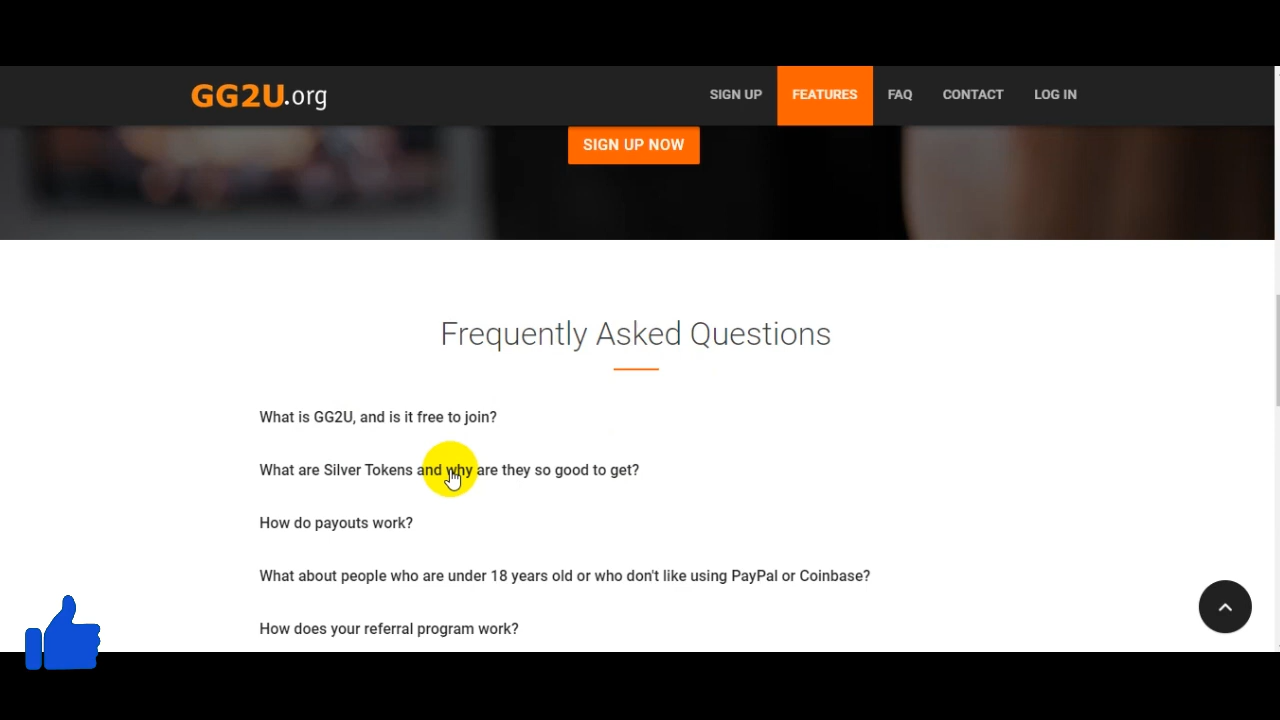 GG2U.org
SIGN UP
FEATURES
FAQ
CONTACT
LOG IN
SIGN UP NOW
Frequently Asked Questions
What is GG2U, and is it free to join?
What are Silver Tokens and why are they so good to get?
How do payouts work?
What about people who are under 18 years old or who don't like using PayPal or Coinbase?
How does your referral program work?